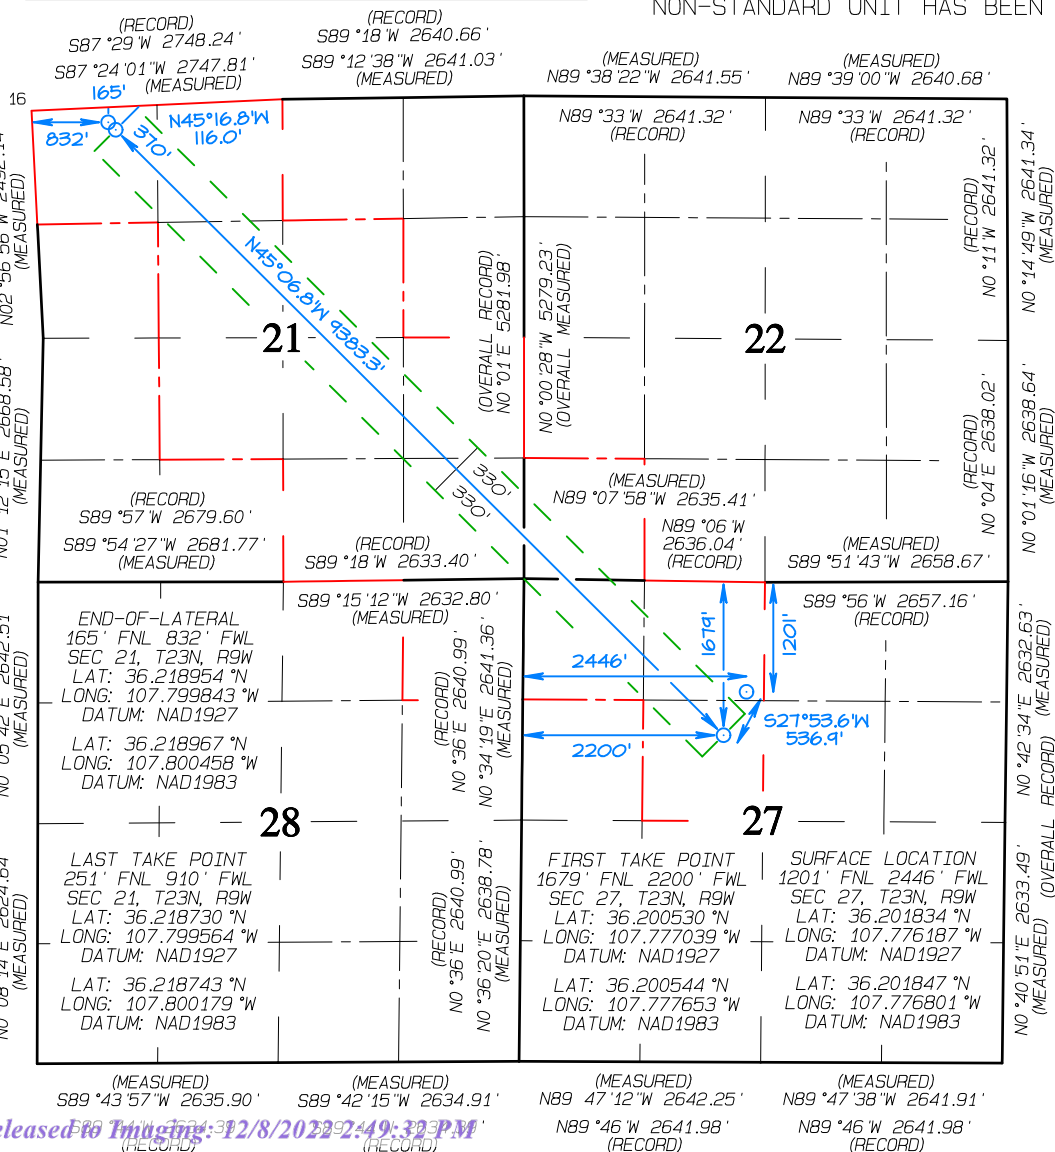 NON-STANDARD UNIT HAS BEEN
(RECORD)
S87°29'W 2748.24'
S87°24'01"W 2747.81'
(MEASURED)
(RECORD)
S89°18'W 2640.66'
S89°12'38"W 2641.03'
(MEASURED)
(MEASURED)
N89°38'22"W 2641.55'
(MEASURED)
N89°39'00"W 2640.68'
16
165'
832'
N45°16.8'W
116.0'
370'
N89°33'W 2641.32'
(RECORD)
N89°33'W 2641.32'
(RECORD)
(MEASURED)
(RECORD)
N0°11'W 2641.32'
N0°14'49"W 2641.34'
(MEASURED)
N45°06.8'W 9383.3'
(OVERALL RECORD)
N0°01'E 5281.98'
N0°00'28"W 5279.23'
(OVERALL MEASURED)
21
22
(MEASURED)
(RECORD)
N0°04'E 2638.02'
N0°01'16"W 2638.64'
(MEASURED)
330'
330'
(RECORD)
S89°57'W 2679.60'
S89°54'27"W 2681.77'
(MEASURED)
(RECORD)
S89°18'W 2633.40'
(MEASURED)
N89°07'58"W 2635.41'
N89°06'W
2636.04'
(RECORD)
(MEASURED)
S89°51'43"W 2658.67'
S89°15'12"W 2632.80'
(MEASURED)
S89°56'W 2657.16'
(RECORD)
END-OF-LATERAL
165' FNL 832' FWL
SEC 21, T23N, R9W
LAT: 36.218954°N
LONG: 107.799843°W
DATUM: NAD1927
LAT: 36.218967°N
LONG: 107.800458°W
DATUM: NAD1983
(MEASURED)
(RECORD)
N0°36'E 2640.99'
N0°34'19"E 2641.36'
(MEASURED)
1679'
1201'
2446'
2200'
S27°53.6'W
536.9'
N0°42'34"E 2632.63'
(MEASURED)
28
27
LAST TAKE POINT
251' FNL 910' FWL
SEC 21, T23N, R9W
LAT: 36.218730°N
LONG: 107.799564°W
DATUM: NAD1927
LAT: 36.218743°N
LONG: 107.800179°W
DATUM: NAD1983
N0°08'14"E 2624.64'
(MEASURED)
(RECORD)
N0°36'E 2640.99'
N0°36'20"E 2638.78'
(MEASURED)
FIRST TAKE POINT
1679' FNL 2200' FWL
SEC 27, T23N, R9W
LAT: 36.200530°N
LONG: 107.777039°W
DATUM: NAD1927
LAT: 36.200544°N
LONG: 107.777653°W
DATUM: NAD1983
SURFACE LOCATION
1201' FNL 2446' FWL
SEC 27, T23N, R9W
LAT: 36.201834°N
LONG: 107.776187°W
DATUM: NAD1927
LAT: 36.201847°N
LONG: 107.776801°W
DATUM: NAD1983
N0°40'51"E 2633.49'
(MEASURED)
(OVERALL RECORD)
(MEASURED)
S89°43'57"W 2635.90'
(RECORD)
(MEASURED)
S89°42'15"W 2634.91'
(RECORD)
(MEASURED)
N89 47'12"W 2642.25'
N89°46'W 2641.98'
(RECORD)
(MEASURED)
N89°47'38"W 2641.91'
N89°46'W 2641.98'
(RECORD)
eleased to Imaging: 12/8/2022 2:49:32 PM